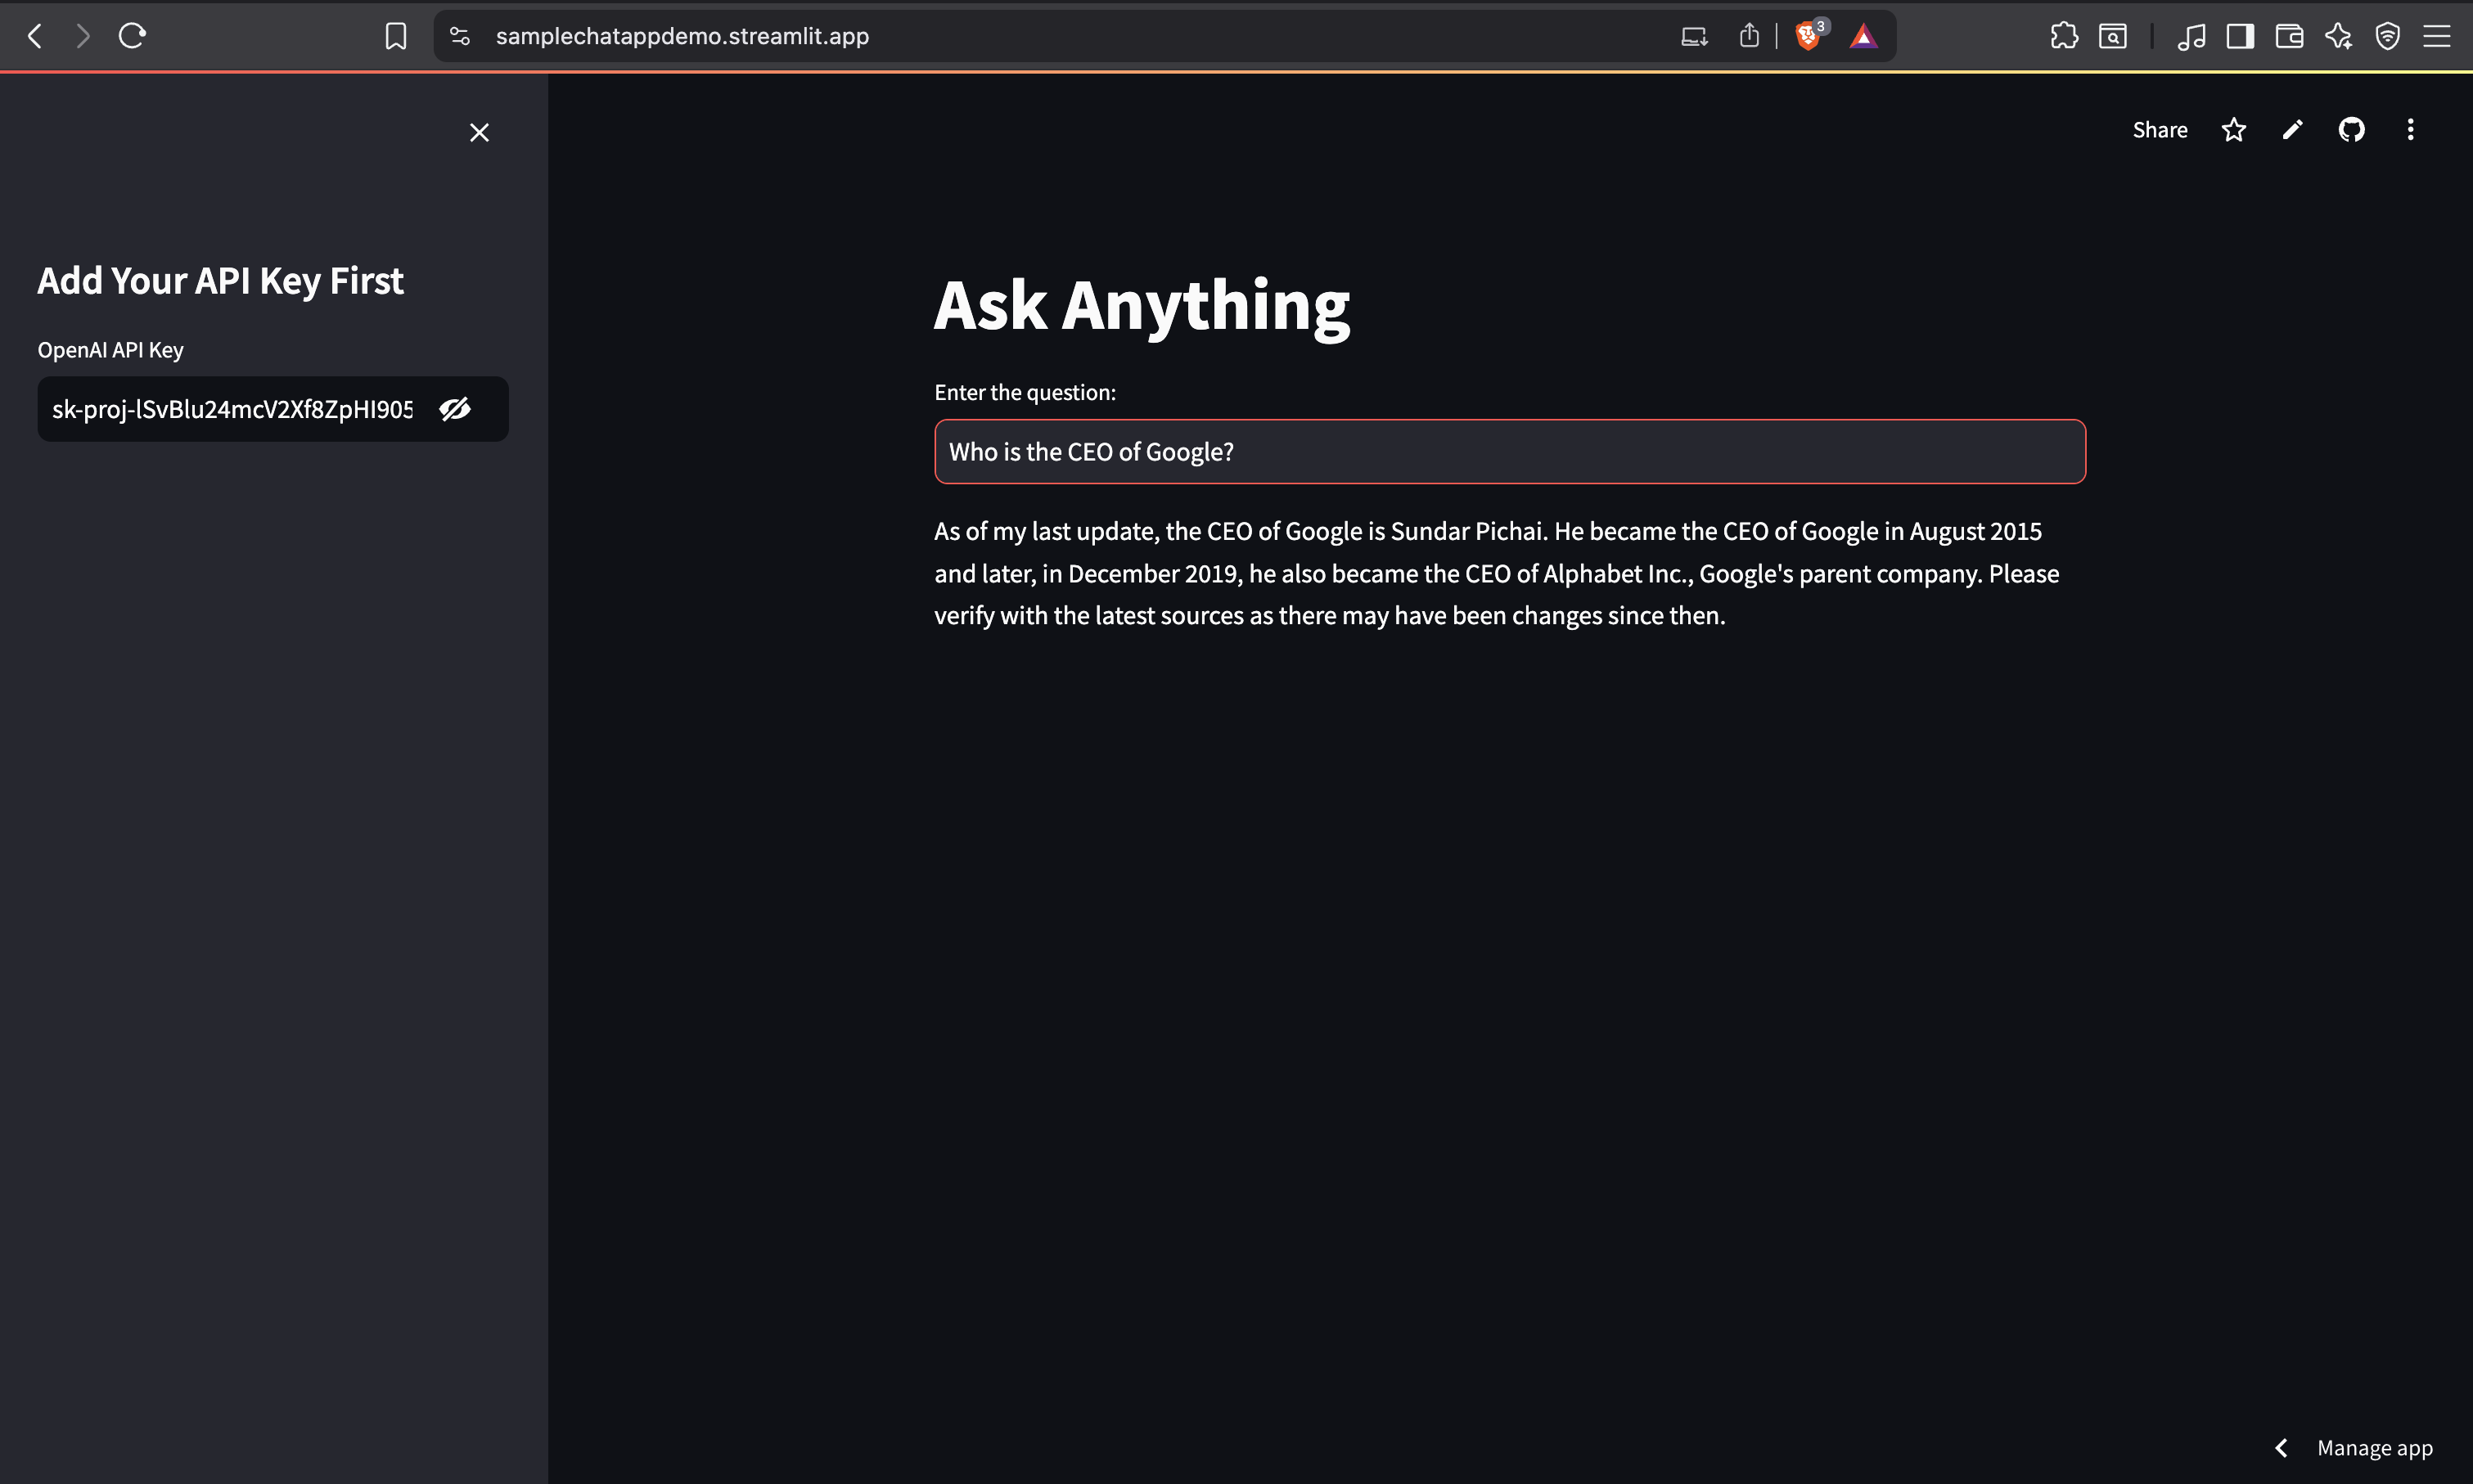 samplechatappdemo.streamlit.app
3
Share
Add Your API Key First
OpenAI API Key
sk-proj-lSvBlu24mcV2Xf8ZpHI905
Ask Anything
Enter the question:
Who is the CEO of Google?
As of my last update, the CEO of Google is Sundar Pichai. He became the CEO of Google in August 2015
and later, in December 2019, he also became the CEO of Alphabet Inc., Google's parent company. Please
verify with the latest sources as there may have been changes since then.
Manage app